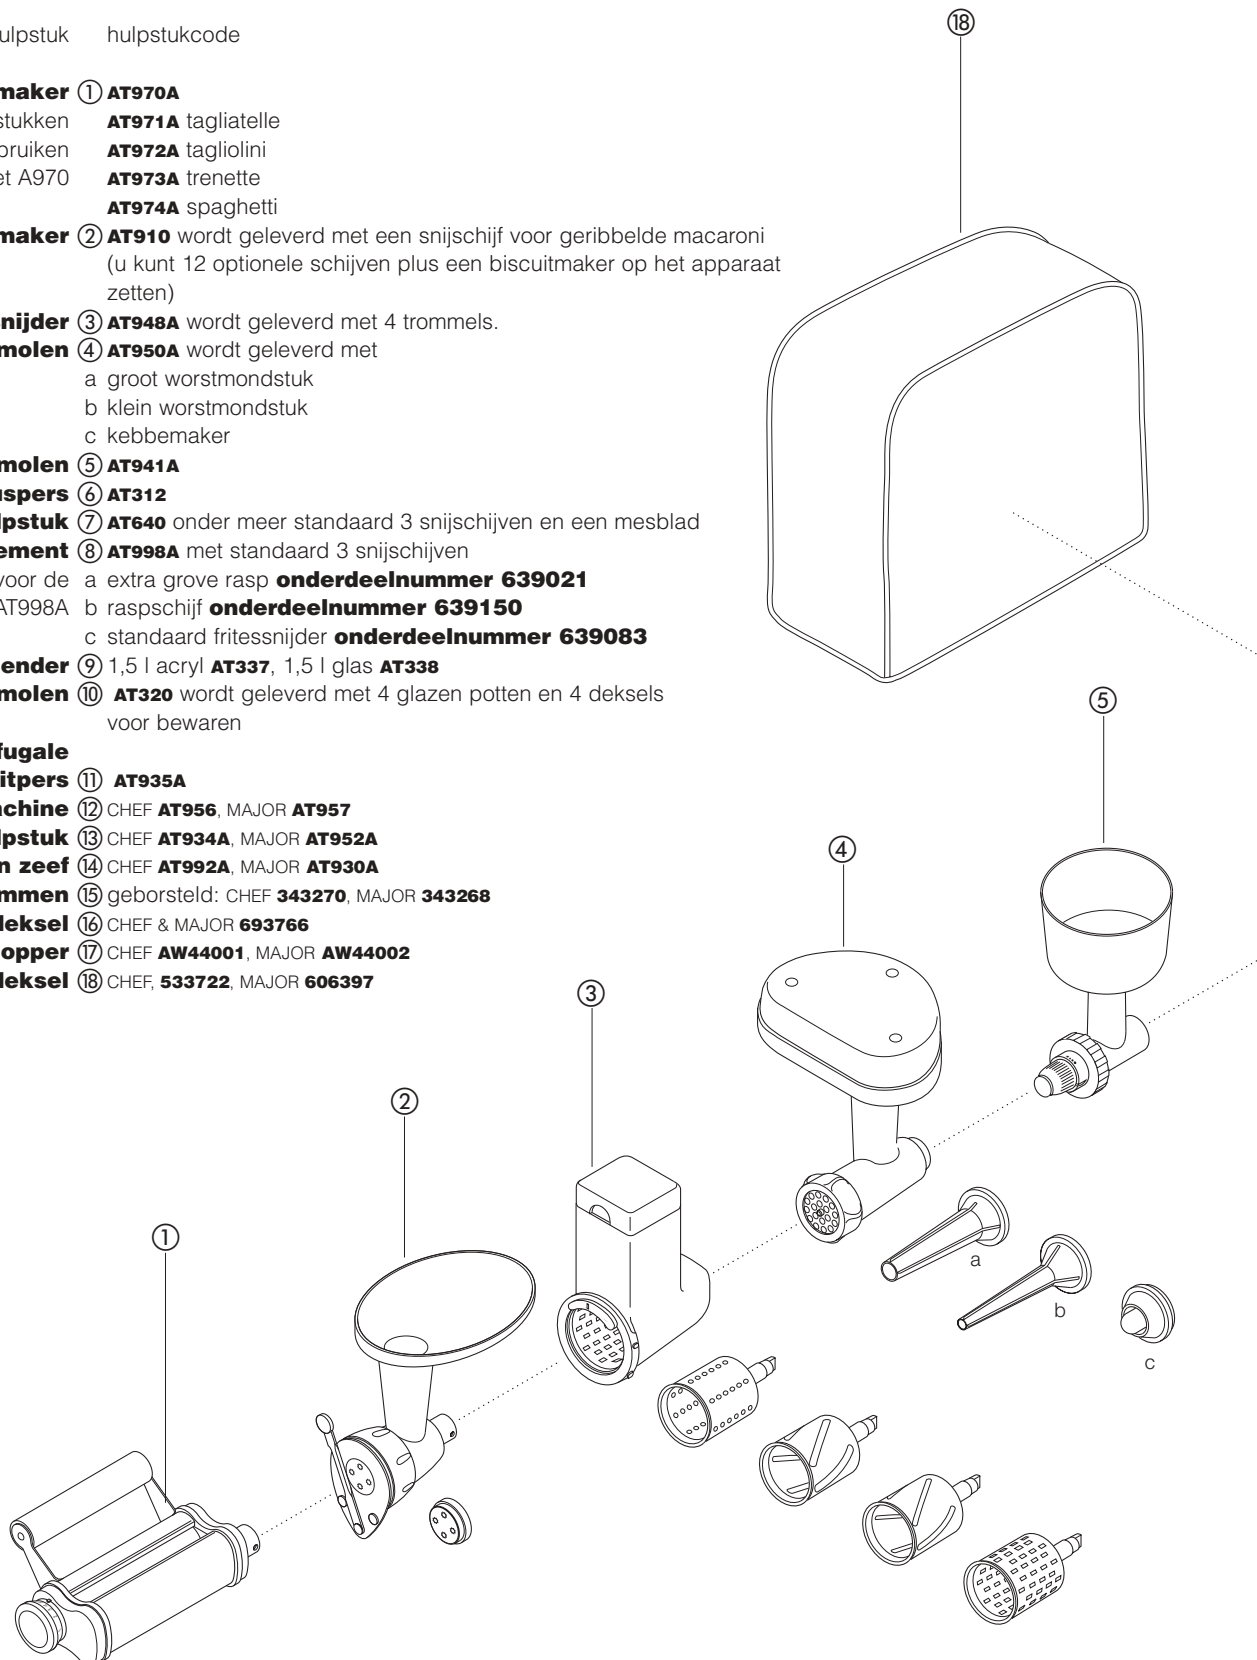 ulpstuk hulpstukcode
maker ① AT970A
stukken AT971A tagliatelle
bruiken AT972A tagliolini
et A970 AT973A trenette
AT974A spaghetti
maker ② AT910 wordt geleverd met een snijschijf voor geribbelde macaroni
(u kunt 12 optionele schijven plus een biscuitmaker op het apparaat
zetten)
snijder ③ AT948A wordt geleverd met 4 trommels.
molen ④ AT950A wordt geleverd met
a groot worstmondstuk
b klein worstmondstuk
c kebbemaker
molen ⑤ AT941A
uspers ⑥ AT312
lpstuk ⑦ AT640 onder meer standaard 3 snijschijven en een mesblad
ement ⑧ AT998A met standaard 3 snijschijven
voor de a extra grove rasp onderdeelnummer 639021
AT998A b raspschijf onderdeelnummer 639150
c standaard fritessnijder onderdeelnummer 639083
ender ⑨ 1,5 l acryl AT337, 1,5 l glas AT338
molen ⑩ AT320 wordt geleverd met 4 glazen potten en 4 deksels
voor bewaren
fugale
itpers ⑪ AT935A
achine ⑫ CHEF AT956, MAJOR AT957
lpstuk ⑬ CHEF AT934A, MAJOR AT952A
n zeef ⑭ CHEF AT992A, MAJOR AT930A
mmen ⑮ geborsteld: CHEF 343270, MAJOR 343268
deksel ⑯ CHEF & MAJOR 693766
opper ⑰ CHEF AW44001, MAJOR AW44002
deksel ⑱ CHEF, 533722, MAJOR 606397
⑱
⑤
④
③
②
①
a
b
c